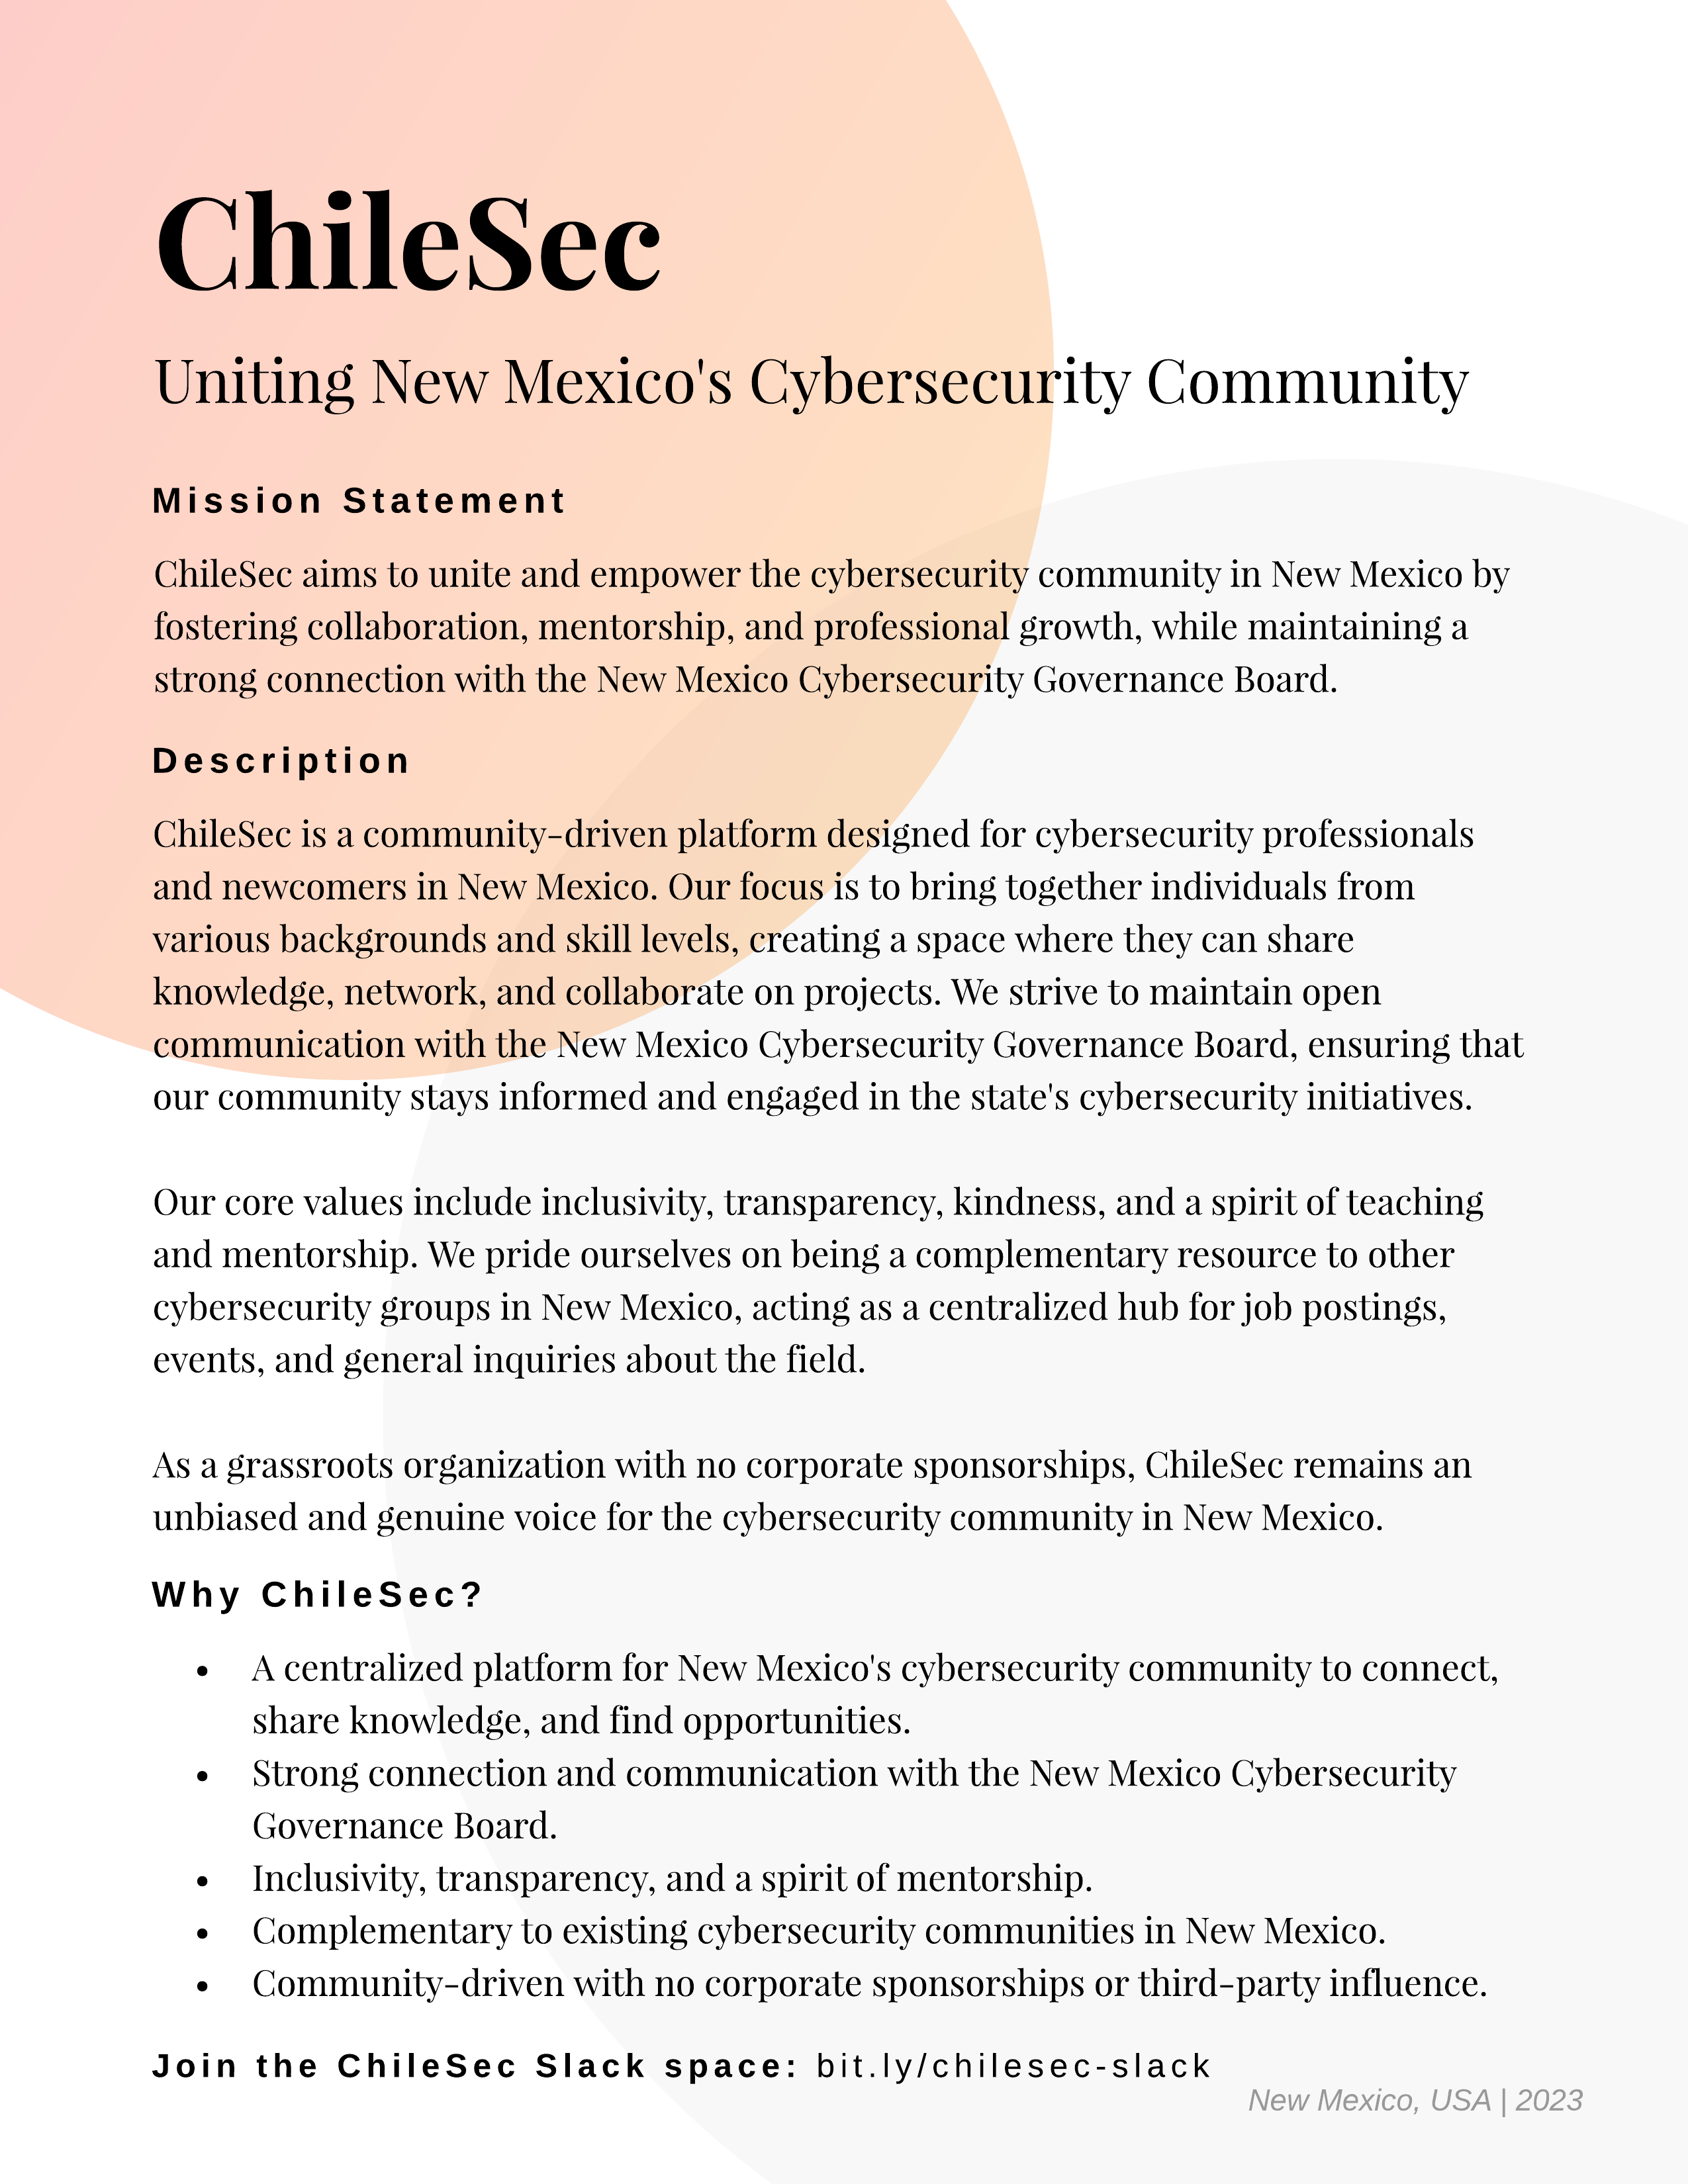 ChileSec
Uniting New Mexico's Cybersecurity Community
Mission Statement
ChileSec aims to unite and empower the cybersecurity community in New Mexico by
fostering collaboration, mentorship, and professional growth, while maintaining a
strong connection with the New Mexico Cybersecurity Governance Board.
Description
ChileSec is a community-driven platform designed for cybersecurity professionals
and newcomers in New Mexico. Our focus is to bring together individuals from
various backgrounds and skill levels, creating a space where they can share
knowledge, network, and collaborate on projects. We strive to maintain open
communication with the New Mexico Cybersecurity Governance Board, ensuring that
our community stays informed and engaged in the state's cybersecurity initiatives.
Our core values include inclusivity, transparency, kindness, and a spirit of teaching
and mentorship. We pride ourselves on being a complementary resource to other
cybersecurity groups in New Mexico, acting as a centralized hub for job postings,
events, and general inquiries about the field.
As a grassroots organization with no corporate sponsorships, ChileSec remains an
unbiased and genuine voice for the cybersecurity community in New Mexico.
Why ChileSec?
• A centralized platform for New Mexico's cybersecurity community to connect,
share knowledge, and find opportunities.
• Strong connection and communication with the New Mexico Cybersecurity
Governance Board.
• Inclusivity, transparency, and a spirit of mentorship.
• Complementary to existing cybersecurity communities in New Mexico.
• Community-driven with no corporate sponsorships or third-party influence.
Join the ChileSec Slack space: bit.ly/chilesec-slack
New Mexico, USA | 2023